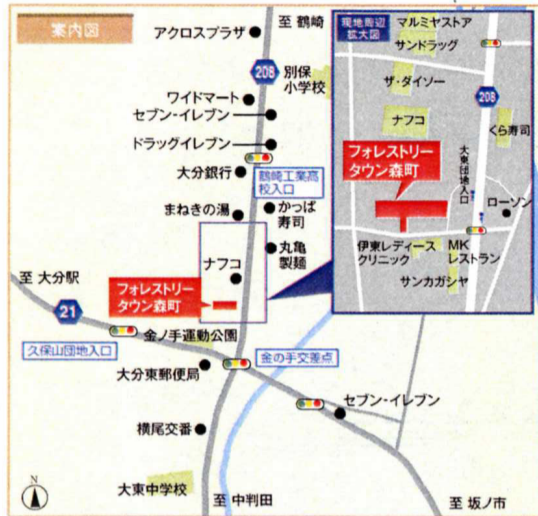 案内図
至 鶴崎
アクロスプラザ
208
別保
小学校
ワイドマート
セブン-イレブン
ドラッグイレブン
大分銀行
鶴崎工業高
校入口
まねきの湯
かっぱ
寿司
丸亀
製麺
ナフコ
至 大分駅
フォレストリー
タウン森町
21
金ノ手運動公園
久保山団地入口
金の手交差点
大分東郵便局
セブン-イレブン
横尾交番
大東中学校
至 中判田
至 坂ノ市
N
現地周辺
拡大図
マルミヤストア
サンドラッグ
ザ・ダイソー
208
ナフコ
くら寿司
フォレストリー
タウン森町
大東団地入口
ローソン
伊東レディース
クリニック
MK
レストラン
サンカガシヤ